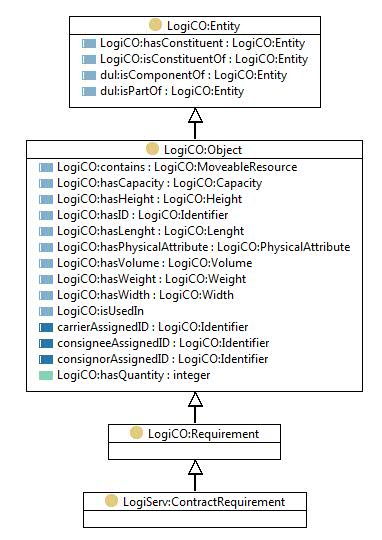 LogiCO:Entity
LogiCO:hasConstituent : LogiCO:Entity
LogiCO:isConstituentOf : LogiCO:Entity
dul:isComponentOf : LogiCO:Entity
dul:isPartOf : LogiCO:Entity
LogiCO:Object
LogiCO:contains : LogiCO:MoveableResource
LogiCO:hasCapacity : LogiCO:Capacity
LogiCO:hasHeight : LogiCO:Height
LogiCO:hasID : LogiCO:Identifier
LogiCO:hasLenght : LogiCO:Lenght
LogiCO:hasPhysicalAttribute : LogiCO:PhysicalAttribute
LogiCO:hasVolume : LogiCO:Volume
LogiCO:hasWeight : LogiCO:Weight
LogiCO:hasWidth : LogiCO:Width
LogiCO:isUsedIn
carrierAssignedID : LogiCO:Identifier
consigneeAssignedID : LogiCO:Identifier
consignorAssignedID : LogiCO:Identifier
LogiCO:hasQuantity : integer
LogiCO:Requirement
LogiServ:ContractRequirement